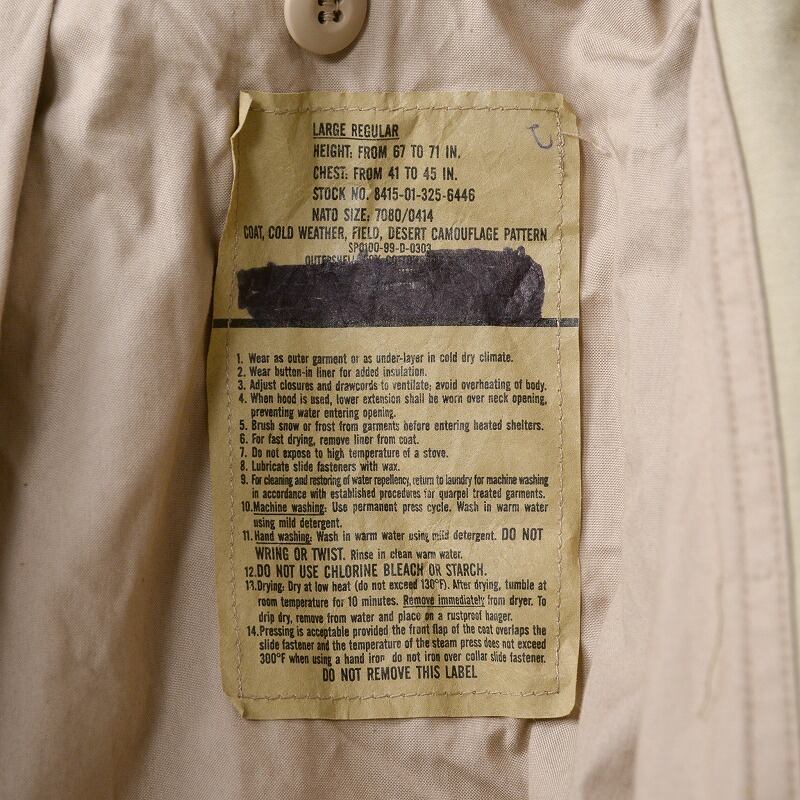 LARGE REGULAR
HEIGHT: FROM 67 TO 71 IN.
CHEST: FROM 41 TO 45 IN.
STOCK NO. 8415-01-325-6446
NATO SIZE: 7080/0414
COAT, COLD WEATHER, FIELD, DESERT CAMOUFLAGE PATTERN
SPO100-99-D-0303
OUTERSHELL
1. Wear as outer garment or as under-layer in cold dry climate.
2. Wear button-in liner for added insulation.
3. Adjust closures and drawcords to ventilate; avoid overheating of body.
4. When hood is used, lower extension shall be worn over neck opening,
preventing water entering opening.
5. Brush snow or frost from garments before entering heated shelters.
6. For fast drying, remove liner from coat.
7. Do not expose to high temperature of a stove.
8. Lubricate slide fasteners with wax.
9. For cleaning and restoring of water repellency, return to laundry for machine washing
in accordance with established procedures for quarpel treated garments.
10. Machine washing: Use permanent press cycle. Wash in warm water
using mild detergent.
11. Hand washing: Wash in warm water using mild detergent. DO NOT
WRING OR TWIST. Rinse in clean warm water.
12. DO NOT USE CHLORINE BLEACH OR STARCH.
13. Drying: Dry at low heat (do not exceed 130°F). After drying, tumble at
room temperature for 10 minutes. Remove immediately from dryer. To
drip dry, remove from water and place on a rustproof hanger.
14. Pressing is acceptable provided the front flap of the coat overlaps the
slide fastener and the temperature of the steam press does not exceed
300°F when using a hand iron do not iron over collar slide fastener.
DO NOT REMOVE THIS LABEL